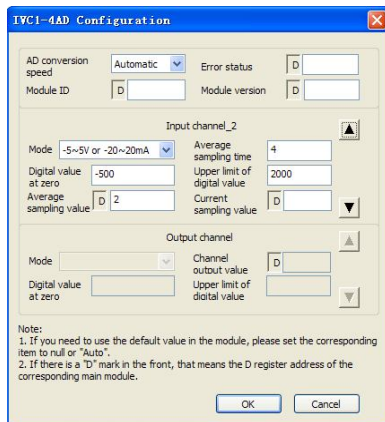 IVC1-4AD Configuration
AD conversion speed Automatic Error status D
Module ID D Module version D
Input channel_2
Mode -5~5V or -20~20mA Average sampling time 4
Digital value at zero -500 Upper limit of digital value 2000
Average sampling value D 2 Current sampling value D
Output channel
Mode Channel output value D
Digital value at zero Upper limit of digital value
Note:
1. If you need to use the default value in the module, please set the corresponding
item to null or "Auto".
2. If there is a "D" mark in the front, that means the D register address of the
corresponding main module.
OK Cancel